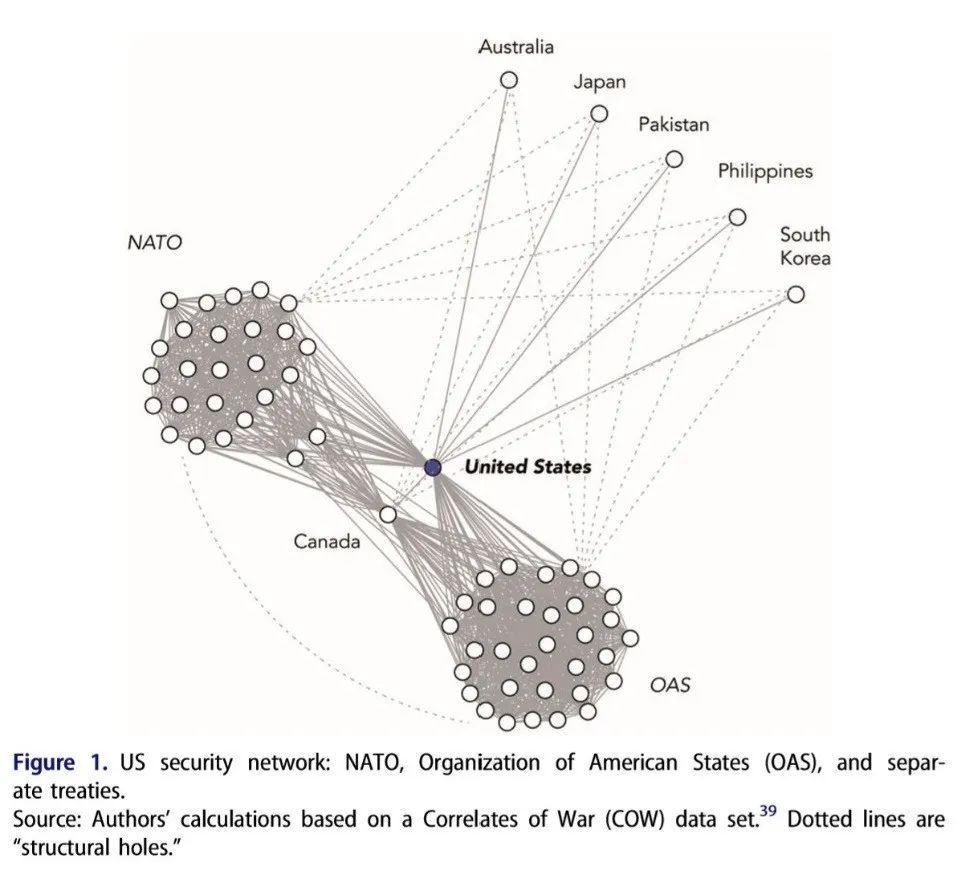 Australia
Japan
Pakistan
Philippines
South
Korea
NATO
United States
Canada
OAS
Figure 1. US security network: NATO, Organization of American States (OAS), and separ-
ate treaties.
Source: Authors' calculations based on a Correlates of War (COW) data set.39 Dotted lines are
“structural holes.”